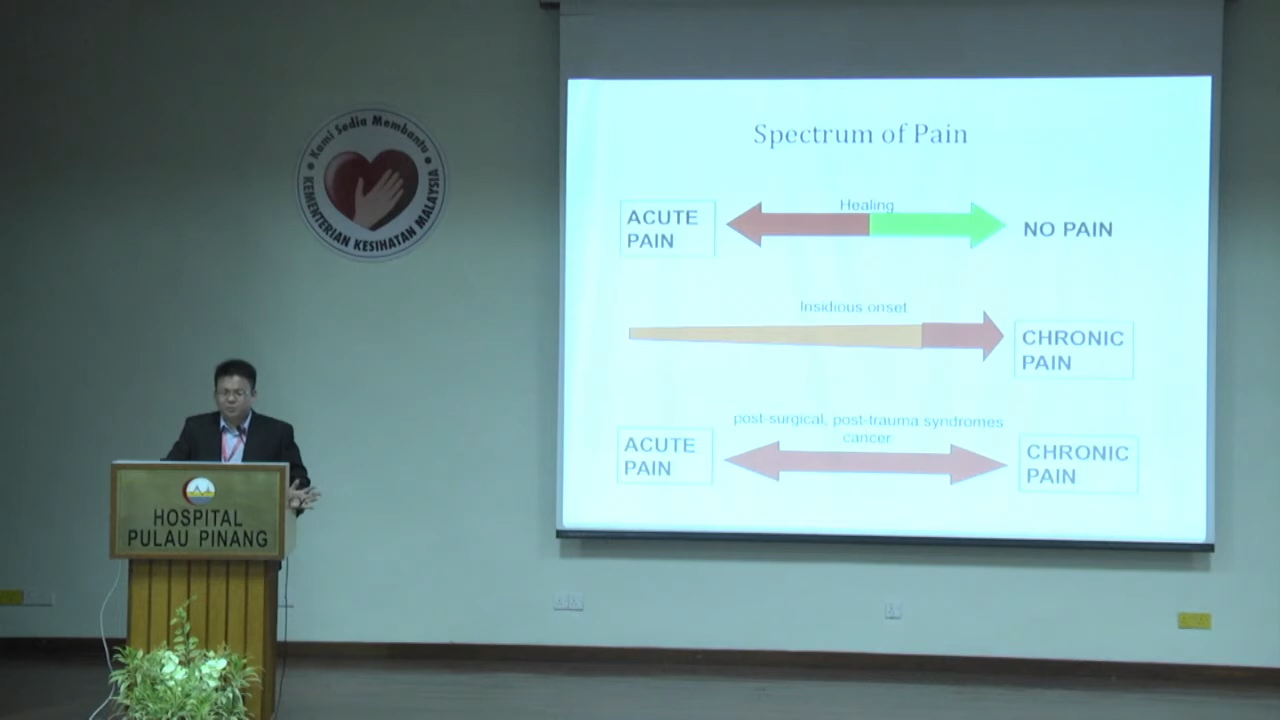 Kami Sedia Membantu
KEMENTERIAN KESIHATAN MALAYSIA
HOSPITAL
PULAU PINANG
Spectrum of Pain
Healing
ACUTE
PAIN
NO PAIN
Insidious onset
CHRONIC
PAIN
post-surgical, post-trauma syndromes
cancer
ACUTE
PAIN
CHRONIC
PAIN